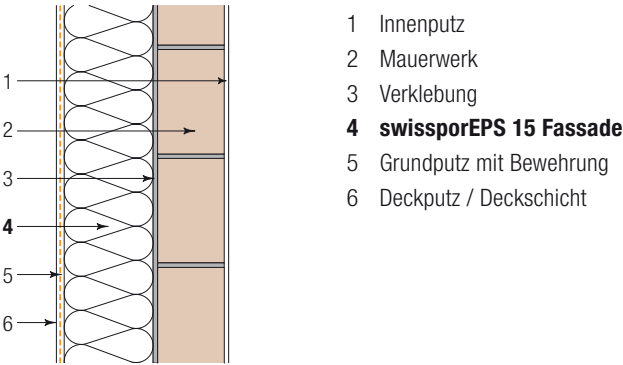 1 Innenputz
2 Mauerwerk
3 Verklebung
4 swissporEPS 15 Fassade
5 Grundputz mit Bewehrung
6 Deckputz / Deckschicht
1
2
3
4
5
6